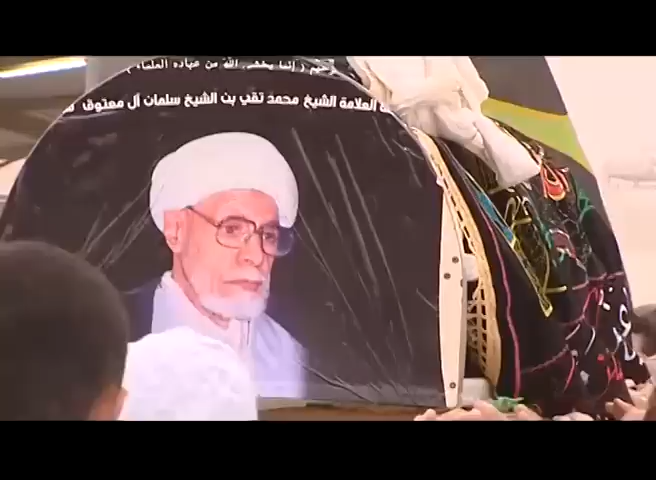 إنما يخشى الله من عباده العلماء
العلامة الشيخ محمد تقي بن الشيخ سلمان آل معتوق